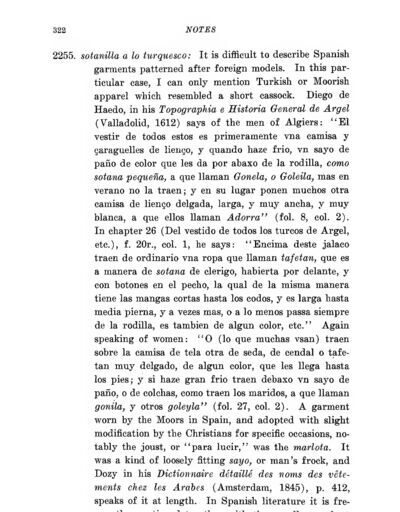 322 NOTES
2255. sotanilla a lo turquesco: It is difficult to describe Spanish
garments patterned after foreign models. In this par-
ticular case, I can only mention Turkish or Moorish
apparel which resembled a short cassock. Diego de
Haedo, in his Topographia e Historia General de Argel
(Valladolid, 1612) says of the men of Algiers: "El
vestir de todos estos es primeramente vna camisa y
çaraguelles de lienço, y quando haze frio, vn sayo de
paño de color que les da por abaxo de la rodilla, como
sotana pequeña, a que llaman Gonela, o Goleila, mas en
verano no la traen; y en su lugar ponen muchos otra
camisa de lienço delgada, larga, y muy ancha, y muy
blanca, a que ellos llaman Adorra" (fol. 8, col. 2).
In chapter 26 (Del vestido de todos los turcos de Argel,
etc.), f. 20r., col. 1, he says: "Encima deste jalaco
traen de ordinario vna ropa que llaman tafetan, que es
a manera de sotana de clerigo, habierta por delante, y
con botones en el pecho, la qual de la misma manera
tiene las mangas cortas hasta los codos, y es larga hasta
media pierna, y a vezes mas, o a lo menos passa siempre
de la rodilla, es tambien de algun color, etc." Again
speaking of women: "O (lo que muchas vsan) traen
sobre la camisa de tela otra de seda, de cendal o tafe-
tan muy delgado, de algun color, que les llega hasta
los pies; y si haze gran frio traen debaxo vn sayo de
paño, o de colchas, como traen los maridos, a que llaman
gonila, y otros goleyla" (fol. 27, col. 2). A garment
worn by the Moors in Spain, and adopted with slight
modification by the Christians for specific occasions, no-
tably the joust, or "para lucir," was the marlota. It
was a kind of loosely fitting sayo, or man's frock, and
Dozy in his Dictionnaire détaillé des noms des vête-
ments chez les Arabes (Amsterdam, 1845), p. 412,
speaks of it at length. In Spanish literature it is fre-